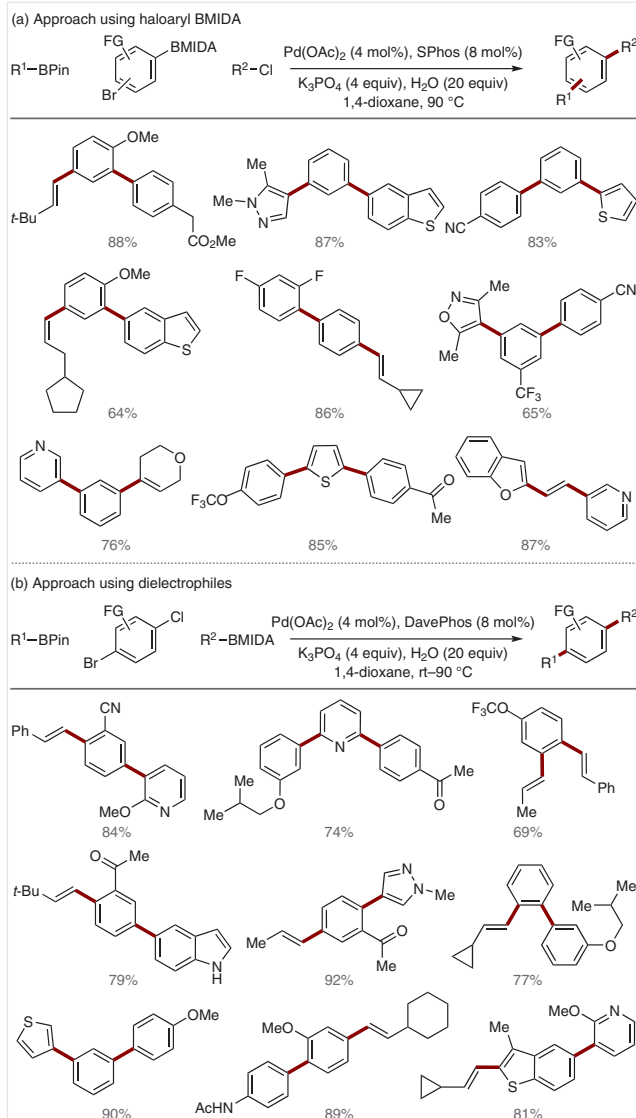 (a) Approach using haloaryl BMIDA
R¹–BPin
FG
BMIDA
Br
R²–Cl
Pd(OAc)₂ (4 mol%), SPhos (8 mol%)
K₃PO₄ (4 equiv), H₂O (20 equiv)
1,4-dioxane, 90 °C
FG
R²
R¹
OMe
t-Bu
CO₂Me
88%
Me
Me
N
N
S
87%
NC
S
83%
OMe
S
64%
F
F
86%
N
O
Me
Me
CN
CF₃
65%
N
O
76%
F₃CO
S
O
Me
85%
O
N
87%
(b) Approach using dielectrophiles
R¹–BPin
FG
Cl
Br
R²–BMIDA
Pd(OAc)₂ (4 mol%), DavePhos (8 mol%)
K₃PO₄ (4 equiv), H₂O (20 equiv)
1,4-dioxane, rt–90 °C
FG
R²
R¹
Ph
CN
MeO
N
84%
N
Me
Me
O
Me
O
74%
F₃CO
Me
Ph
69%
O
Me
t-Bu
N
H
79%
N
N
Me
Me
O
Me
92%
Me
Me
O
77%
S
OMe
90%
MeO
AcHN
89%
MeO
N
Me
S
81%